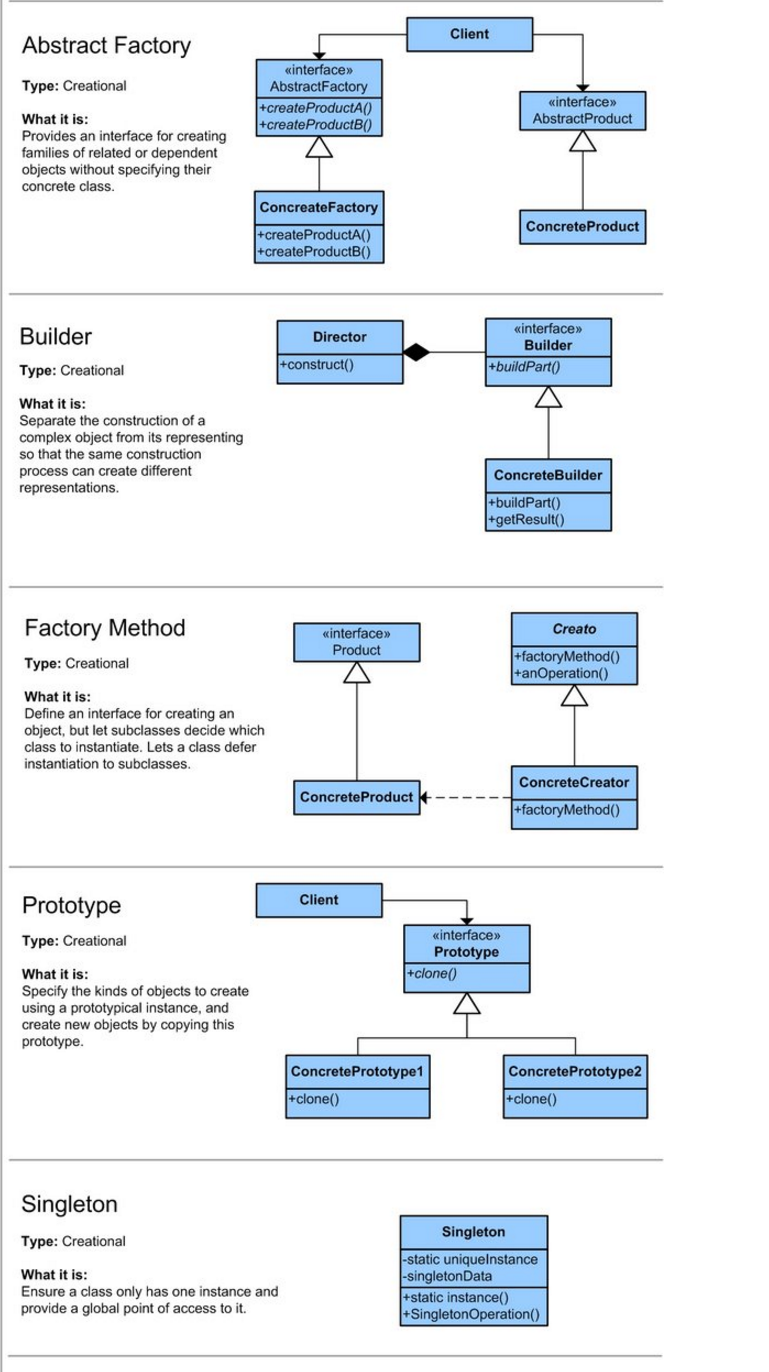 Abstract Factory
Type: Creational
What it is:
Provides an interface for creating
families of related or dependent
objects without specifying their
concrete class.
Client
«interface»
AbstractFactory
+createProductA()
+createProductB()
«interface»
AbstractProduct
ConcreateFactory
+createProductA()
+createProductB()
ConcreteProduct
Builder
Type: Creational
What it is:
Separate the construction of a
complex object from its representing
so that the same construction
process can create different
representations.
Director
+construct()
«interface»
Builder
+buildPart()
ConcreteBuilder
+buildPart()
+getResult()
Factory Method
Type: Creational
What it is:
Define an interface for creating an
object, but let subclasses decide which
class to instantiate. Lets a class defer
instantiation to subclasses.
«interface»
Product
Creato
+factoryMethod()
+anOperation()
ConcreteProduct
ConcreteCreator
+factoryMethod()
Prototype
Type: Creational
What it is:
Specify the kinds of objects to create
using a prototypical instance, and
create new objects by copying this
prototype.
Client
«interface»
Prototype
+clone()
ConcretePrototype1
+clone()
ConcretePrototype2
+clone()
Singleton
Type: Creational
What it is:
Ensure a class only has one instance and
provide a global point of access to it.
Singleton
-static uniqueInstance
-singletonData
+static instance()
+SingletonOperation()